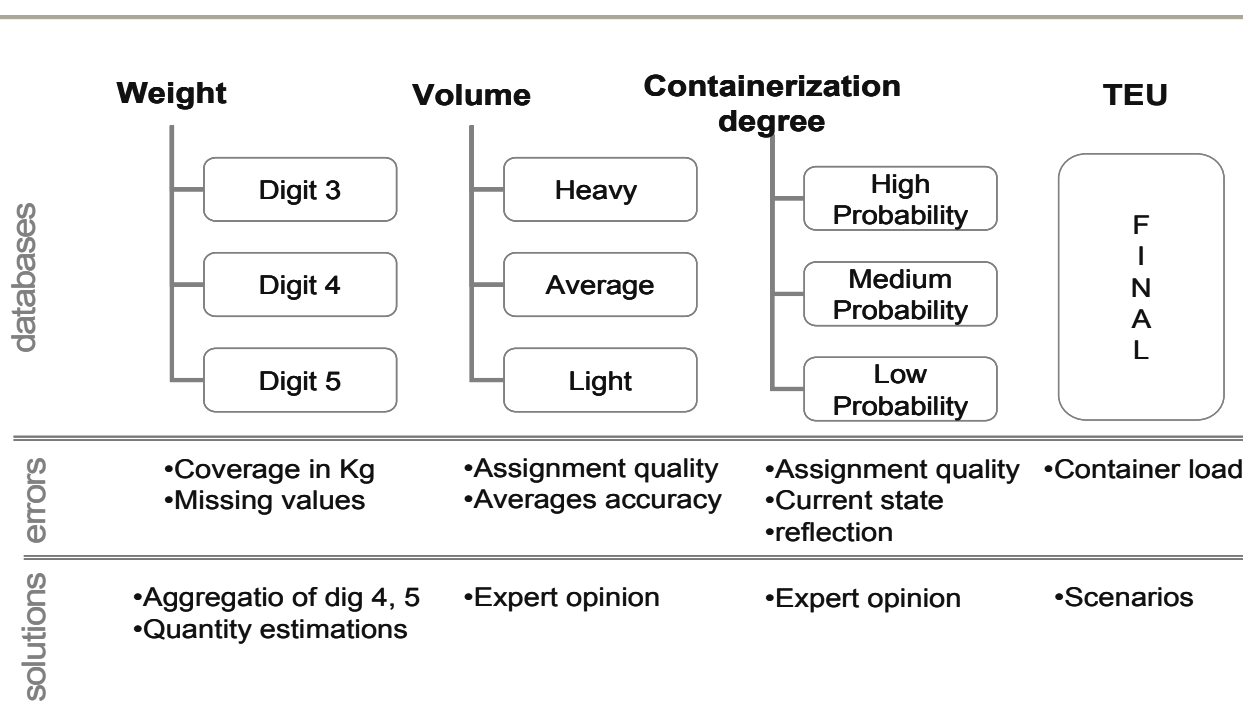 Weight
Volume
Containerization
degree
TEU
databases
Digit 3
Digit 4
Digit 5
Heavy
Average
Light
High
Probability
Medium
Probability
Low
Probability
F
I
N
A
L
errors
•Coverage in Kg
•Missing values
•Assignment quality
•Averages accuracy
•Assignment quality
•Current state
•reflection
•Container load
solutions
•Aggregatio of dig 4, 5
•Quantity estimations
•Expert opinion
•Expert opinion
•Scenarios